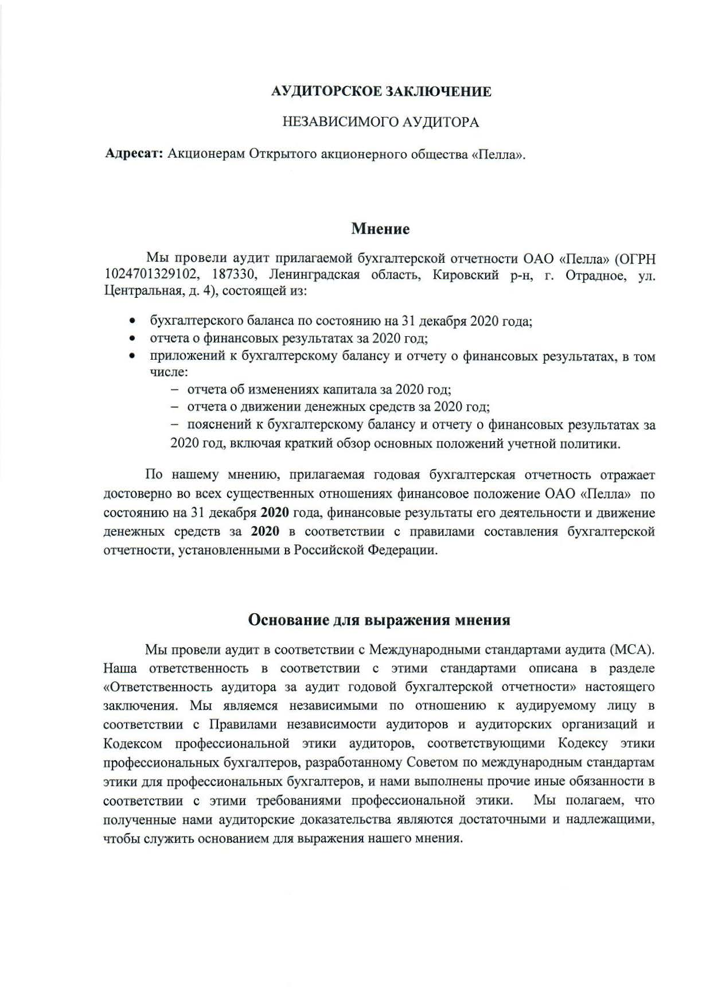 АУДИТОРСКОЕ ЗАКЛЮЧЕНИЕ
НЕЗАВИСИМОГО АУДИТОРА
Адресат: Акционерам Открытого акционерного общества «Пелла».
Мнение
Мы провели аудит прилагаемой бухгалтерской отчетности ОАО «Пелла» (ОГРН
1024701329102, 187330, Ленинградская область, Кировский р-н, г. Отрадное, ул.
Центральная, д. 4), состоящей из:
• бухгалтерского баланса по состоянию на 31 декабря 2020 года;
• отчета о финансовых результатах за 2020 год;
• приложений к бухгалтерскому балансу и отчету о финансовых результатах, в том
числе:
– отчета об изменениях капитала за 2020 год;
– отчета о движении денежных средств за 2020 год;
– пояснений к бухгалтерскому балансу и отчету о финансовых результатах за
2020 год, включая краткий обзор основных положений учетной политики.
По нашему мнению, прилагаемая годовая бухгалтерская отчетность отражает
достоверно во всех существенных отношениях финансовое положение ОАО «Пелла» по
состоянию на 31 декабря 2020 года, финансовые результаты его деятельности и движение
денежных средств за 2020 в соответствии с правилами составления бухгалтерской
отчетности, установленными в Российской Федерации.
Основание для выражения мнения
Мы провели аудит в соответствии с Международными стандартами аудита (МСА).
Наша ответственность в соответствии с этими стандартами описана в разделе
«Ответственность аудитора за аудит годовой бухгалтерской отчетности» настоящего
заключения. Мы являемся независимыми по отношению к аудируемому лицу в
соответствии с Правилами независимости аудиторов и аудиторских организаций и
Кодексом профессиональной этики аудиторов, соответствующими Кодексу этики
профессиональных бухгалтеров, разработанному Советом по международным стандартам
этики для профессиональных бухгалтеров, и нами выполнены прочие иные обязанности в
соответствии с этими требованиями профессиональной этики. Мы полагаем, что
полученные нами аудиторские доказательства являются достаточными и надлежащими,
чтобы служить основанием для выражения нашего мнения.